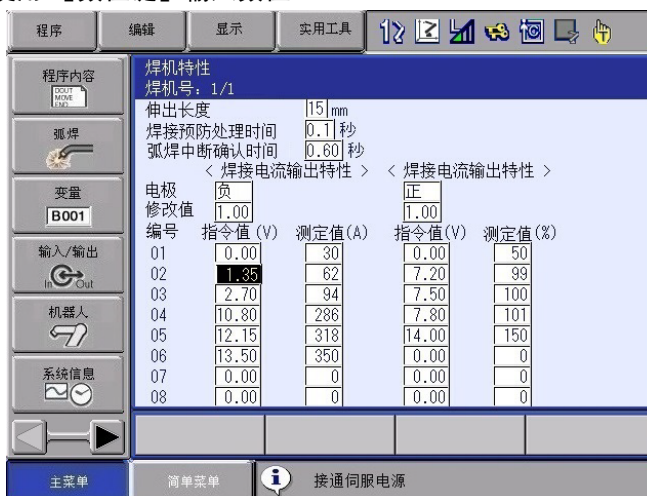 程序 编辑 显示 实用工具
程序内容
DOUT
MOVE
END
弧焊
变量
B001
输入/输出
In Out
机器人
系统信息
焊机特性
焊机号: 1/1
伸出长度 15 mm
焊接预防处理时间 0.1 秒
弧焊中断确认时间 0.60 秒
< 焊接电流输出特性 > < 焊接电流输出特性 >
电极 负 正
修改值 1.00 1.00
编号 指令值(V) 测定值(A) 指令值(V) 测定值(%)
01 0.00 30 0.00 50
02 1.35 62 7.20 99
03 2.70 94 7.50 100
04 10.80 286 7.80 101
05 12.15 318 14.00 150
06 13.50 350 0.00 0
07 0.00 0 0.00 0
08 0.00 0 0.00 0
主菜单 简单菜单 接通伺服电源